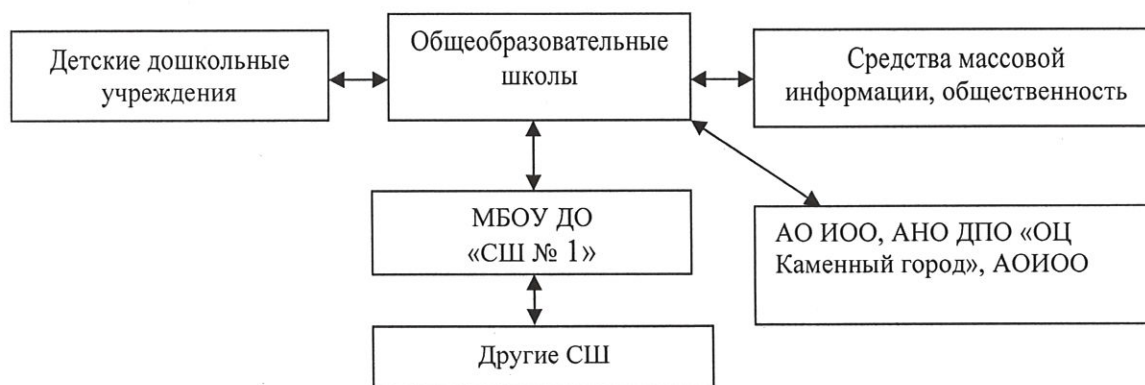 Детские дошкольные
учреждения
Общеобразовательные
школы
Средства массовой
информации, общественность
МБОУ ДО
«СШ № 1»
АО ИОО, АНО ДПО «ОЦ
Каменный город», АОИОО
Другие СШ